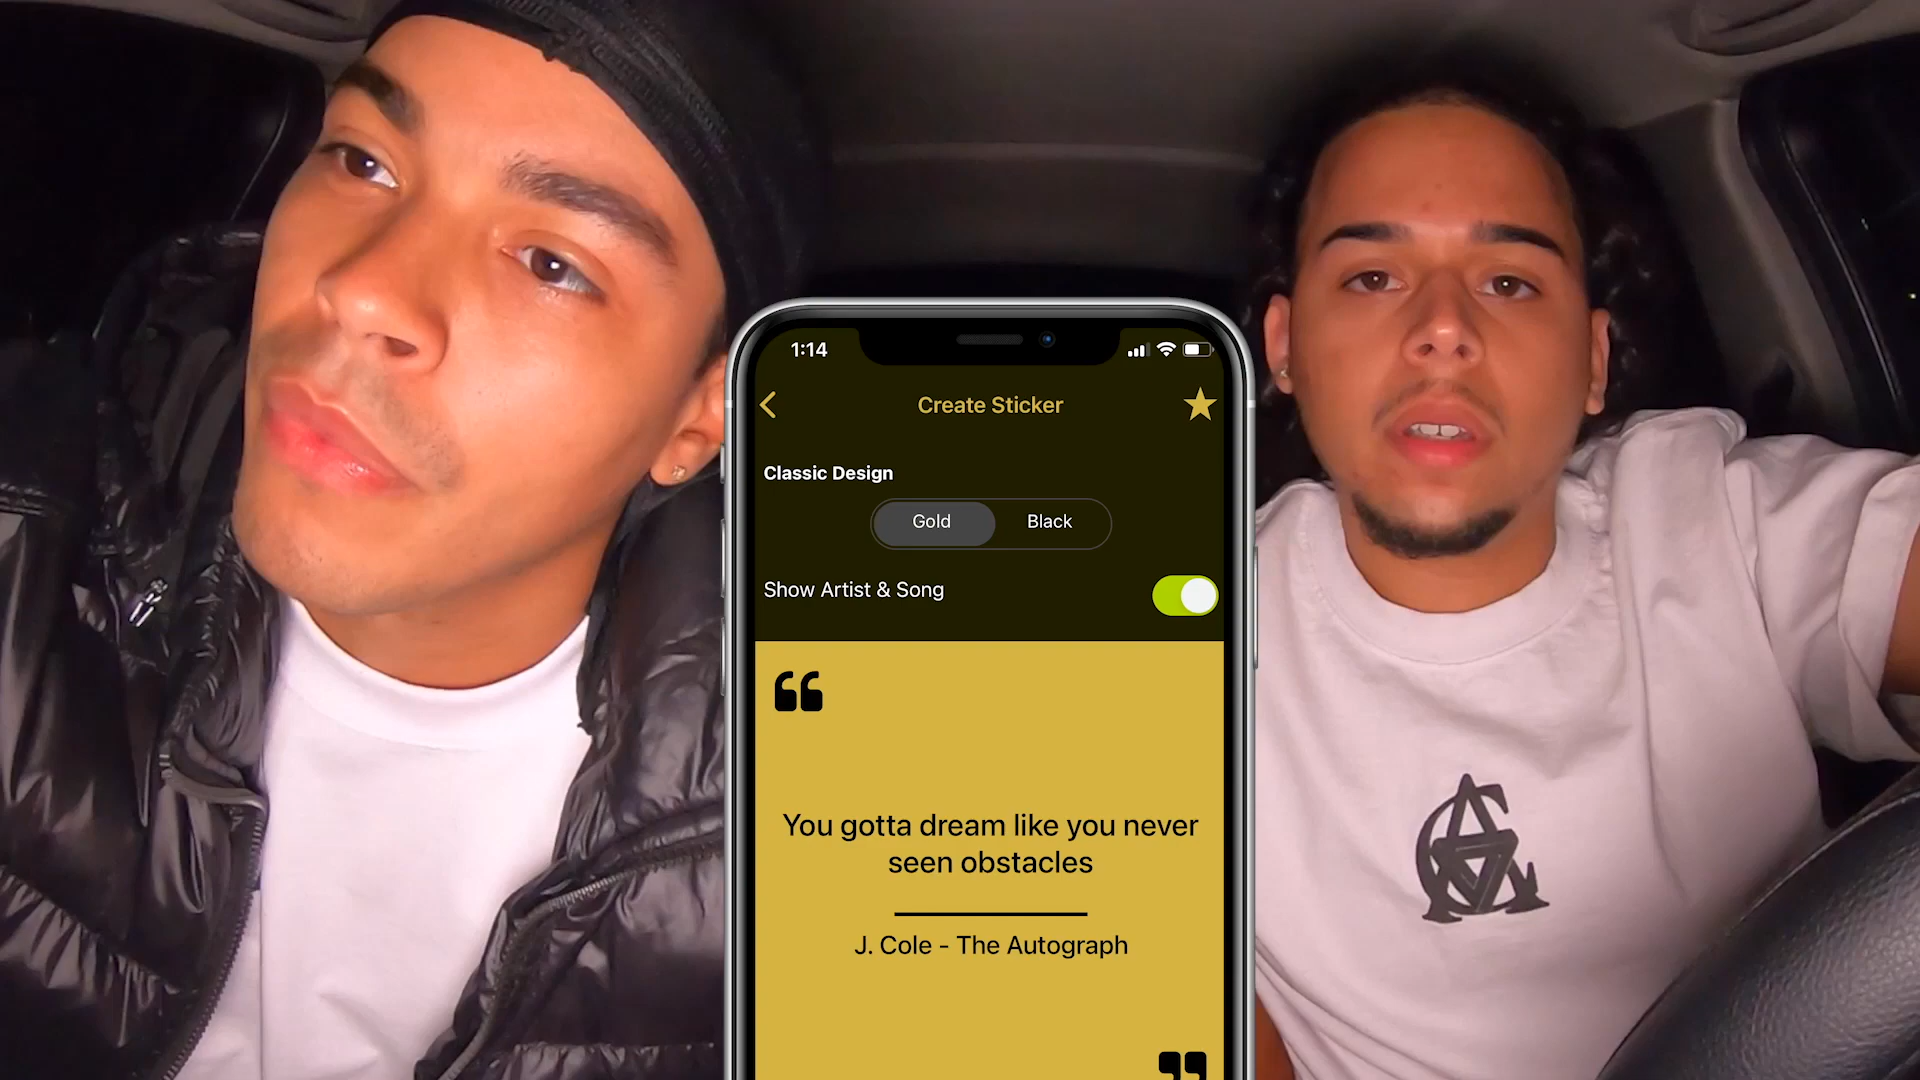 1:14
Create Sticker
Classic Design
Gold
Black
Show Artist & Song
“
You gotta dream like you never
seen obstacles
J. Cole - The Autograph
”